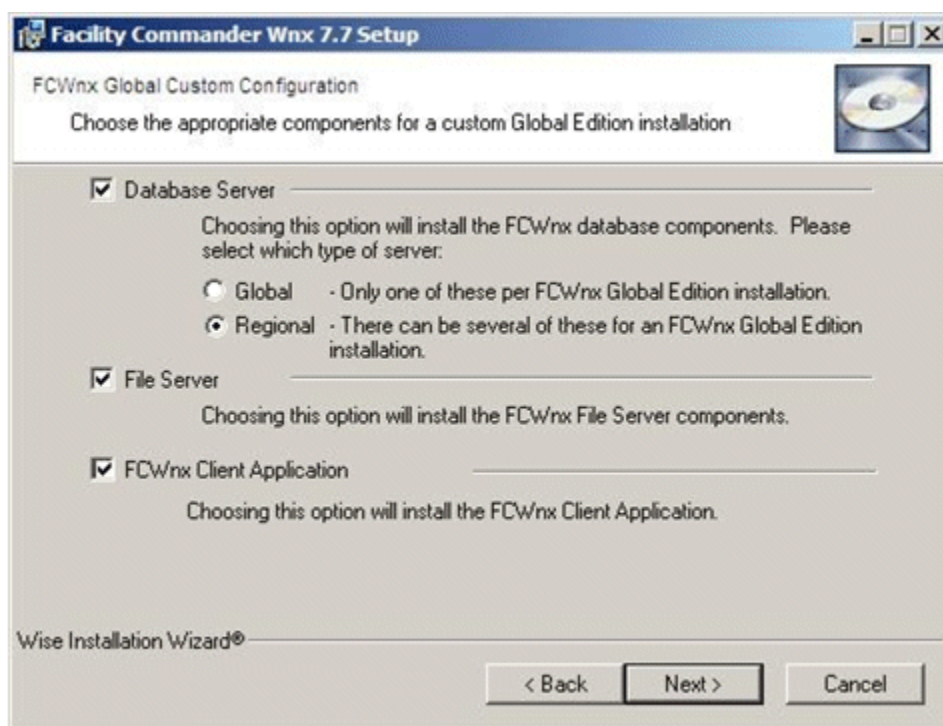 Facility Commander Wnx 7.7 Setup
FCWnx Global Custom Configuration
Choose the appropriate components for a custom Global Edition installation
Database Server
Choosing this option will install the FCWnx database components. Please
select which type of server:
Global - Only one of these per FCWnx Global Edition installation.
Regional - There can be several of these for an FCWnx Global Edition
installation.
File Server
Choosing this option will install the FCWnx File Server components.
FCWnx Client Application
Choosing this option will install the FCWnx Client Application.
Wise Installation Wizard®
< Back Next > Cancel